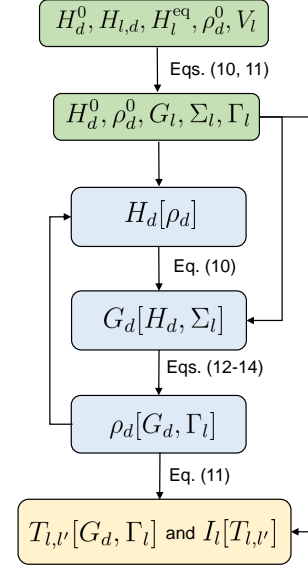 H_d^0, H_{l,d}, H_l^{eq}, ρ_d^0, V_l
Eqs. (10, 11)
H_d^0, ρ_d^0, G_l, Σ_l, Γ_l
H_d[ρ_d]
Eq. (10)
G_d[H_d, Σ_l]
Eqs. (12-14)
ρ_d[G_d, Γ_l]
Eq. (11)
T_{l,l'}[G_d, Γ_l] and I_l[T_{l,l'}]